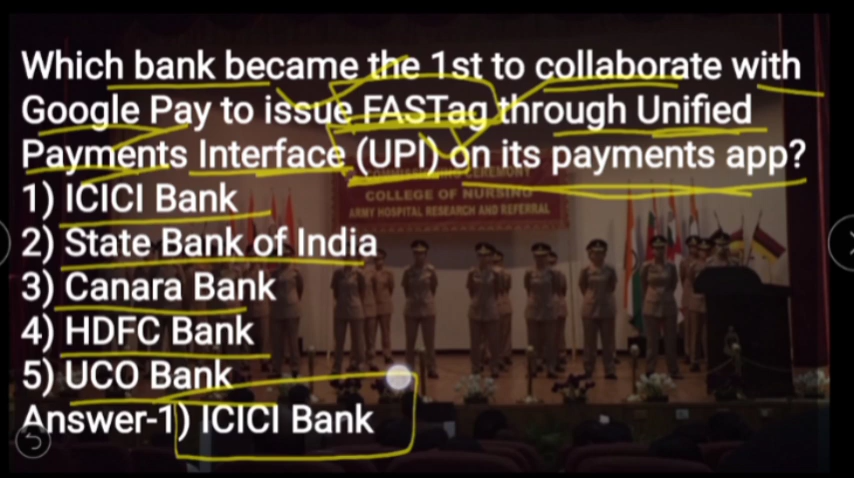 Which bank became the 1st to collaborate with
Google Pay to issue FASTag through Unified
Payments Interface (UPI) on its payments app?
COLLEGE OF NURSING
ARMY HOSPITAL RESEARCH AND REFERRAL
1) ICICI Bank
2) State Bank of India
3) Canara Bank
4) HDFC Bank
5) UCO Bank
Answer-1) ICICI Bank